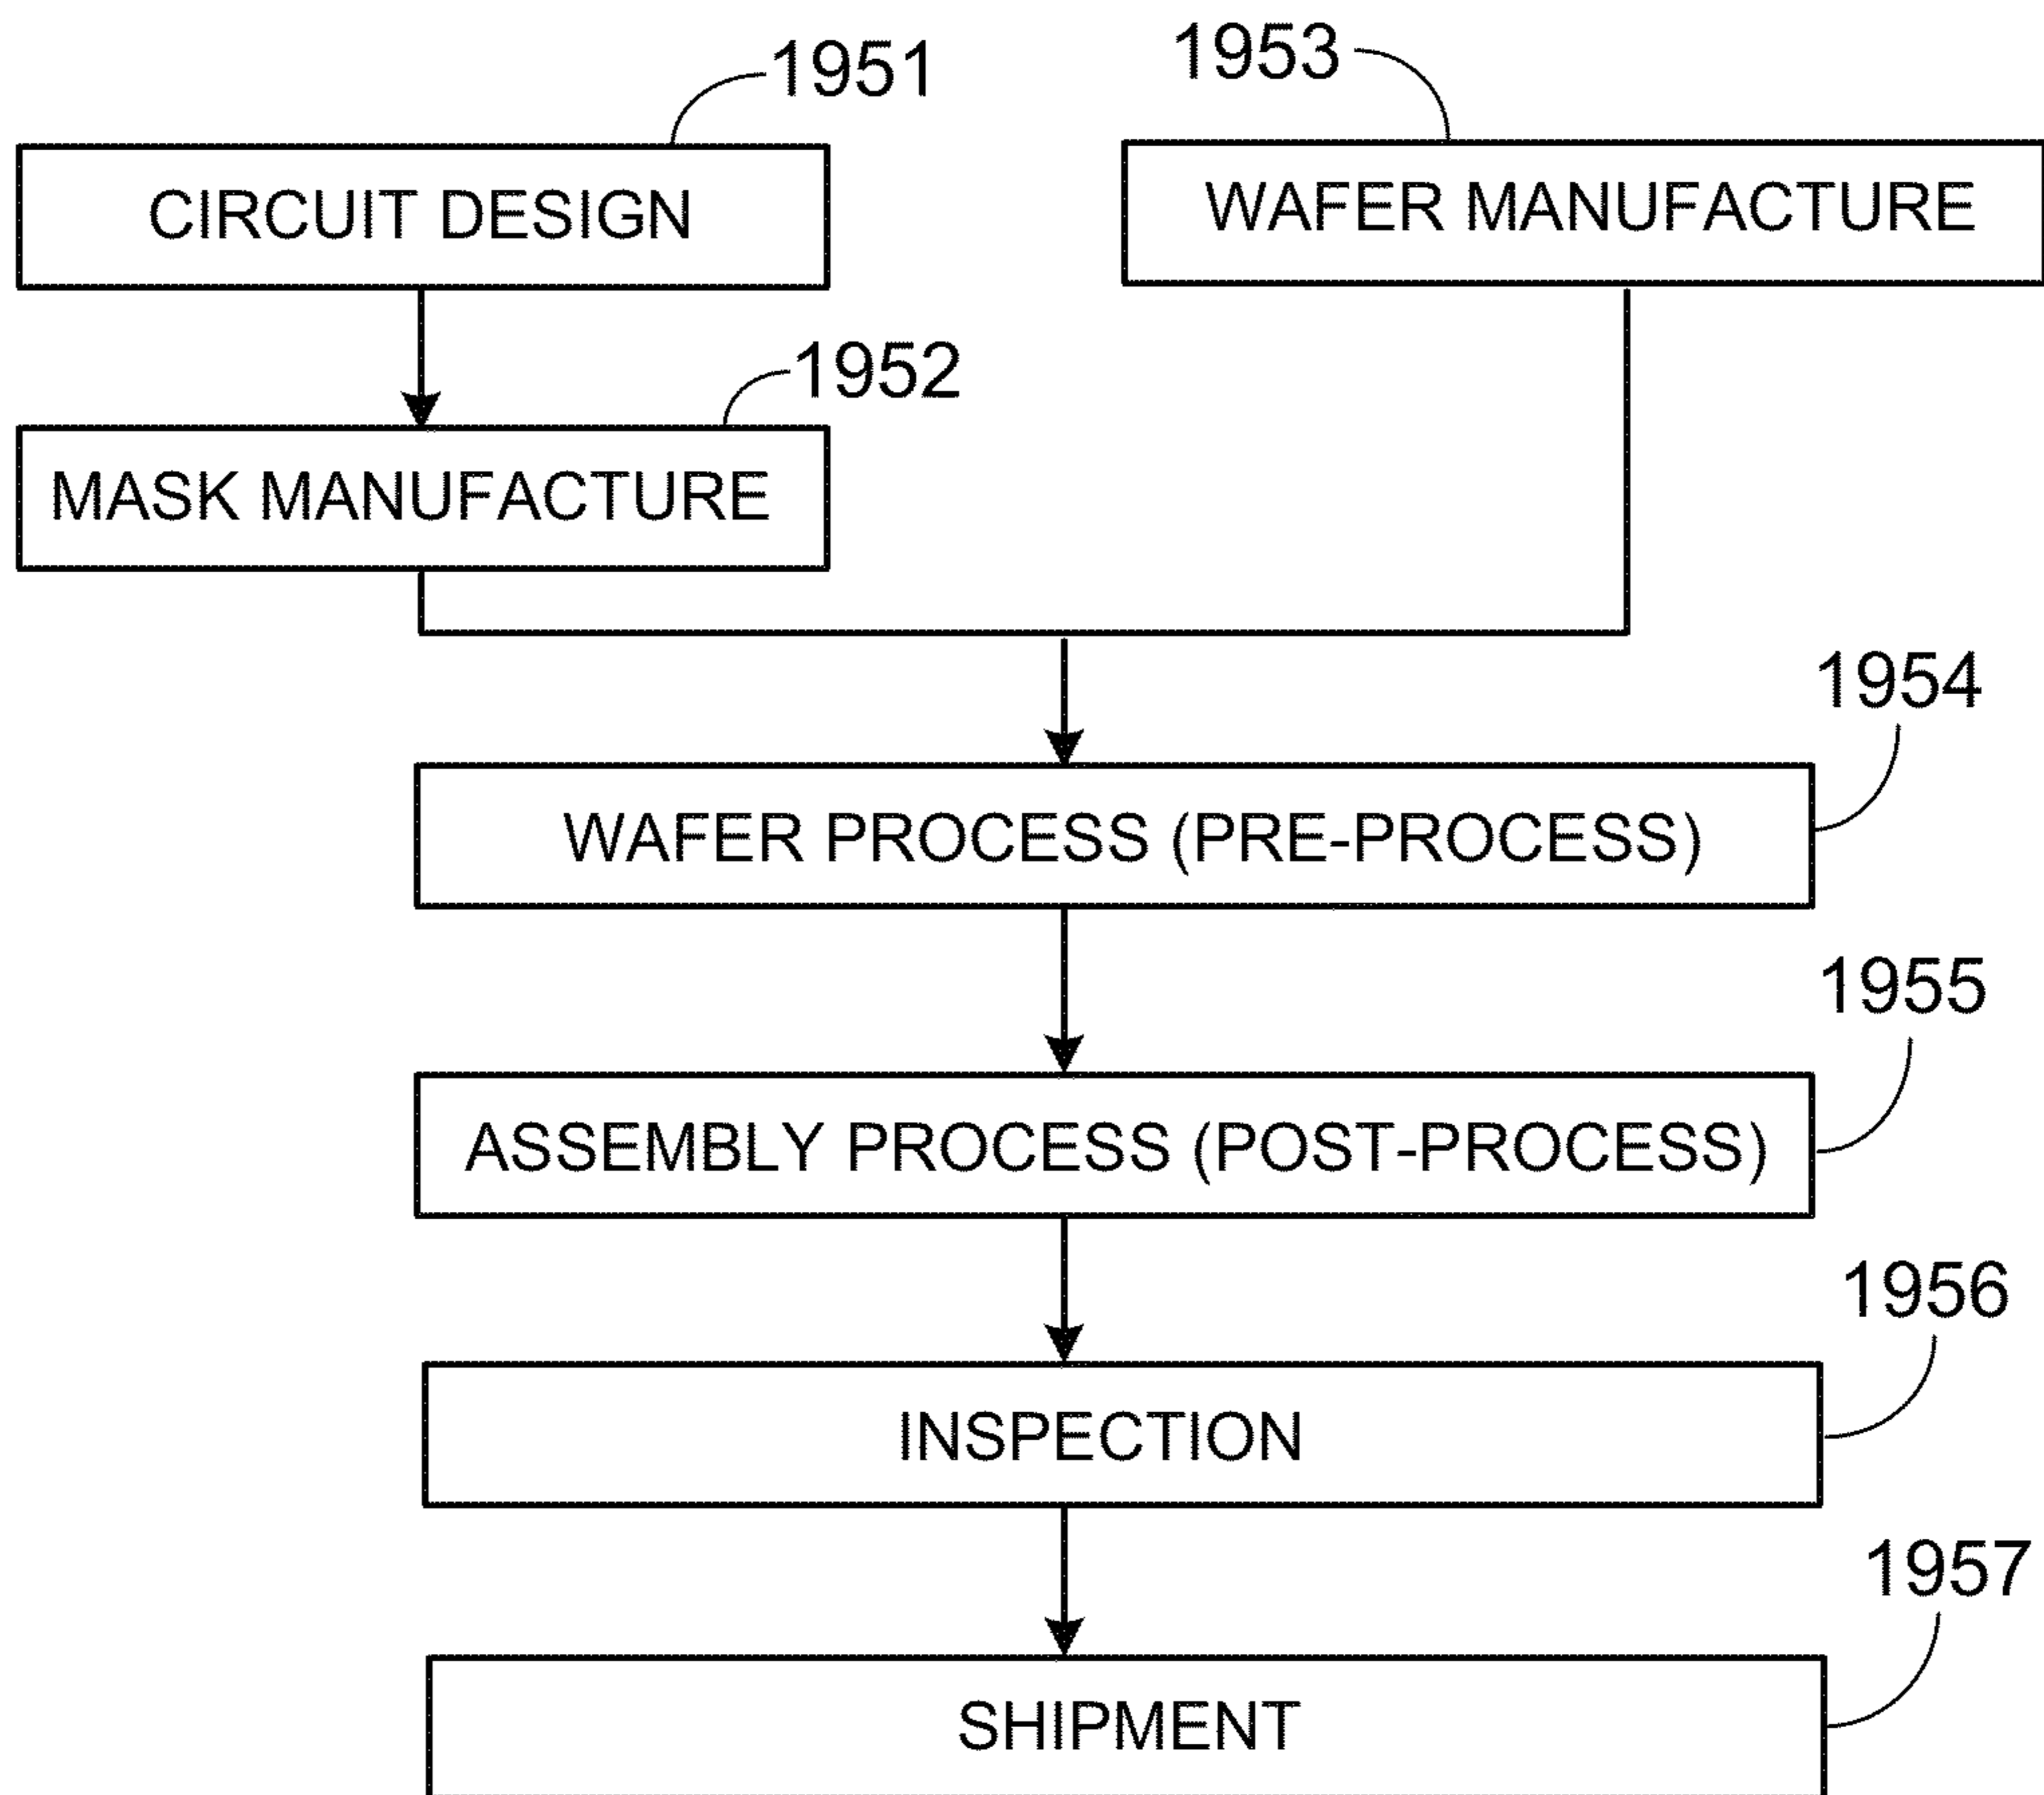 1951
CIRCUIT DESIGN
1953
WAFER MANUFACTURE
1952
MASK MANUFACTURE
1954
WAFER PROCESS (PRE-PROCESS)
1955
ASSEMBLY PROCESS (POST-PROCESS)
1956
INSPECTION
1957
SHIPMENT